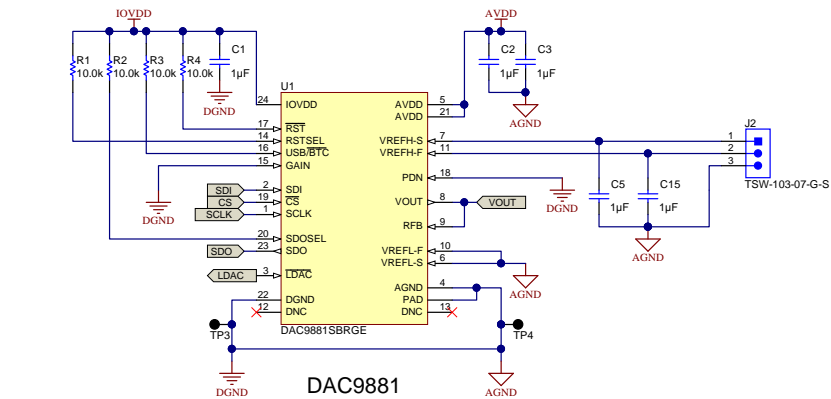 IOVDD
AVDD
R1
10.0k
R2
10.0k
R3
10.0k
R4
10.0k
C1
1µF
DGND
C2
1µF
C3
1µF
AGND
U1
24 IOVDD
17 RST
14 RSTSEL
16 USB/BTC
15 GAIN
SDI 2 SDI
CS 19 CS
SCLK 1 SCLK
20 SDOSEL
SDO 23 SDO
LDAC 3 LDAC
22 DGND
12 DNC
DGND
AVDD 5
AVDD 21
VREFH-S 7
VREFH-F 11
PDN 18
VOUT 8 VOUT
RFB 9
VREFL-F 10
VREFL-S 6
AGND 4
PAD 2
DNC 13
DAC9881SBRGE
DGND
AGND
J2
1
2
3
TSW-103-07-G-S
C5
1µF
C15
1µF
AGND
TP3
TP4
DGND
AGND
DAC9881